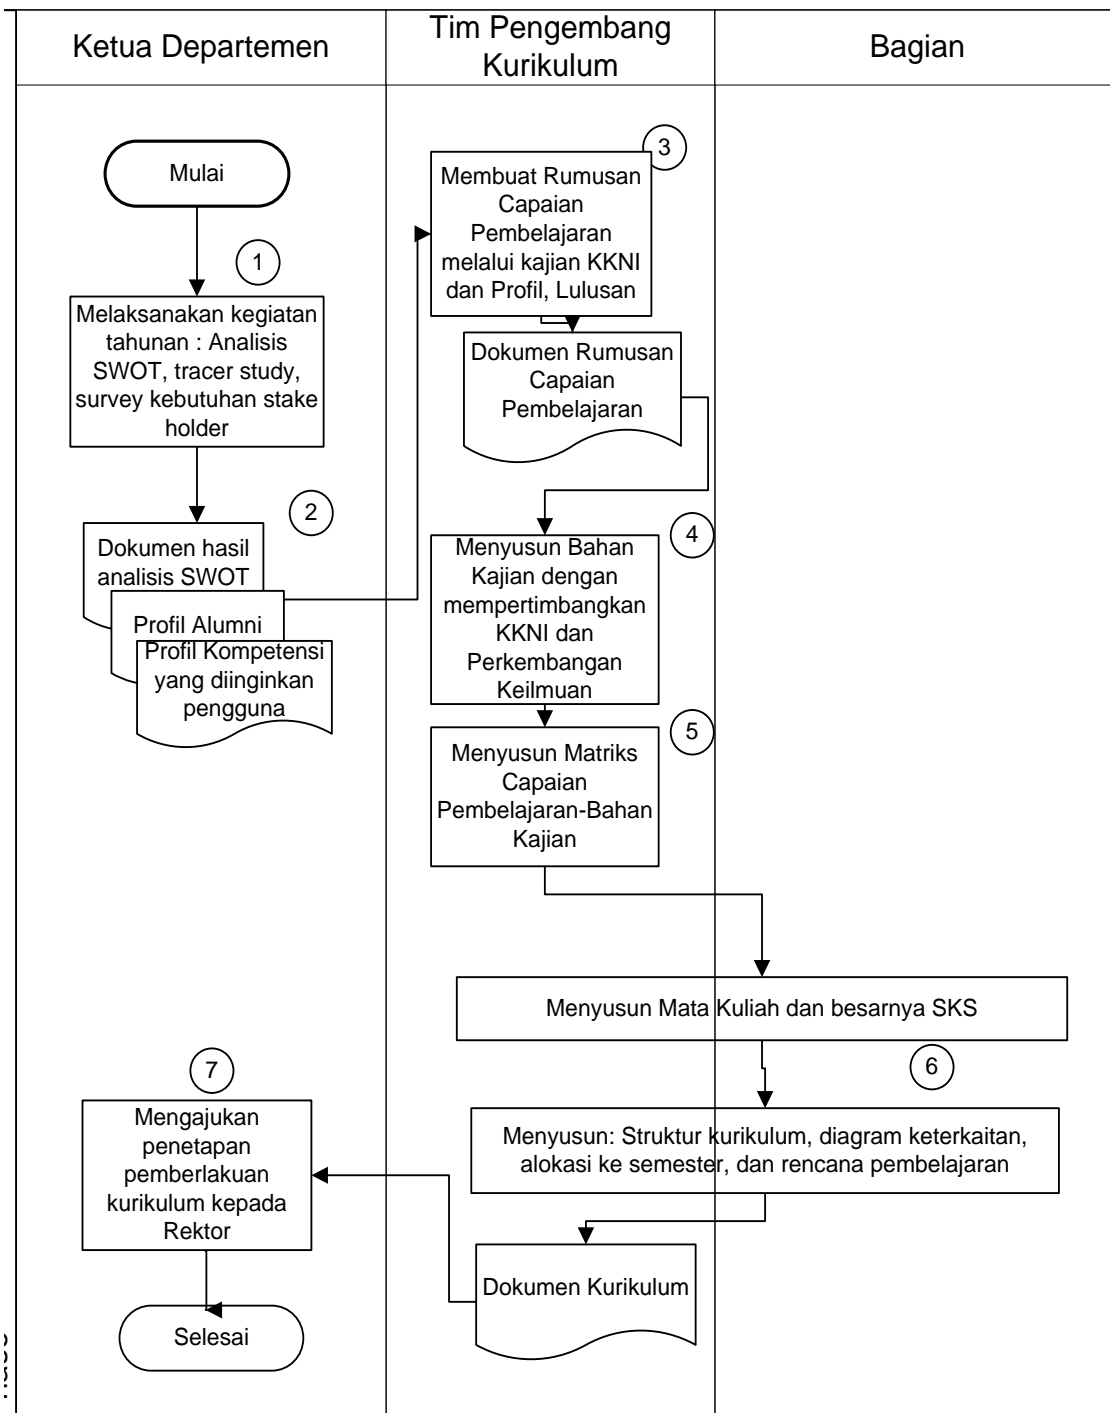 Ketua Departemen
Tim Pengembang
Kurikulum
Bagian
Mulai
1
Melaksanakan kegiatan
tahunan : Analisis
SWOT, tracer study,
survey kebutuhan stake
holder
2
Dokumen hasil
analisis SWOT
Profil Alumni
Profil Kompetensi
yang diinginkan
pengguna
3
Membuat Rumusan
Capaian
Pembelajaran
melalui kajian KKNI
dan Profil, Lulusan
Dokumen Rumusan
Capaian
Pembelajaran
4
Menyusun Bahan
Kajian dengan
mempertimbangkan
KKNI dan
Perkembangan
Keilmuan
5
Menyusun Matriks
Capaian
Pembelajaran-Bahan
Kajian
Menyusun Mata Kuliah dan besarnya SKS
6
Menyusun: Struktur kurikulum, diagram keterkaitan,
alokasi ke semester, dan rencana pembelajaran
Dokumen Kurikulum
7
Mengajukan
penetapan
pemberlakuan
kurikulum kepada
Rektor
Selesai